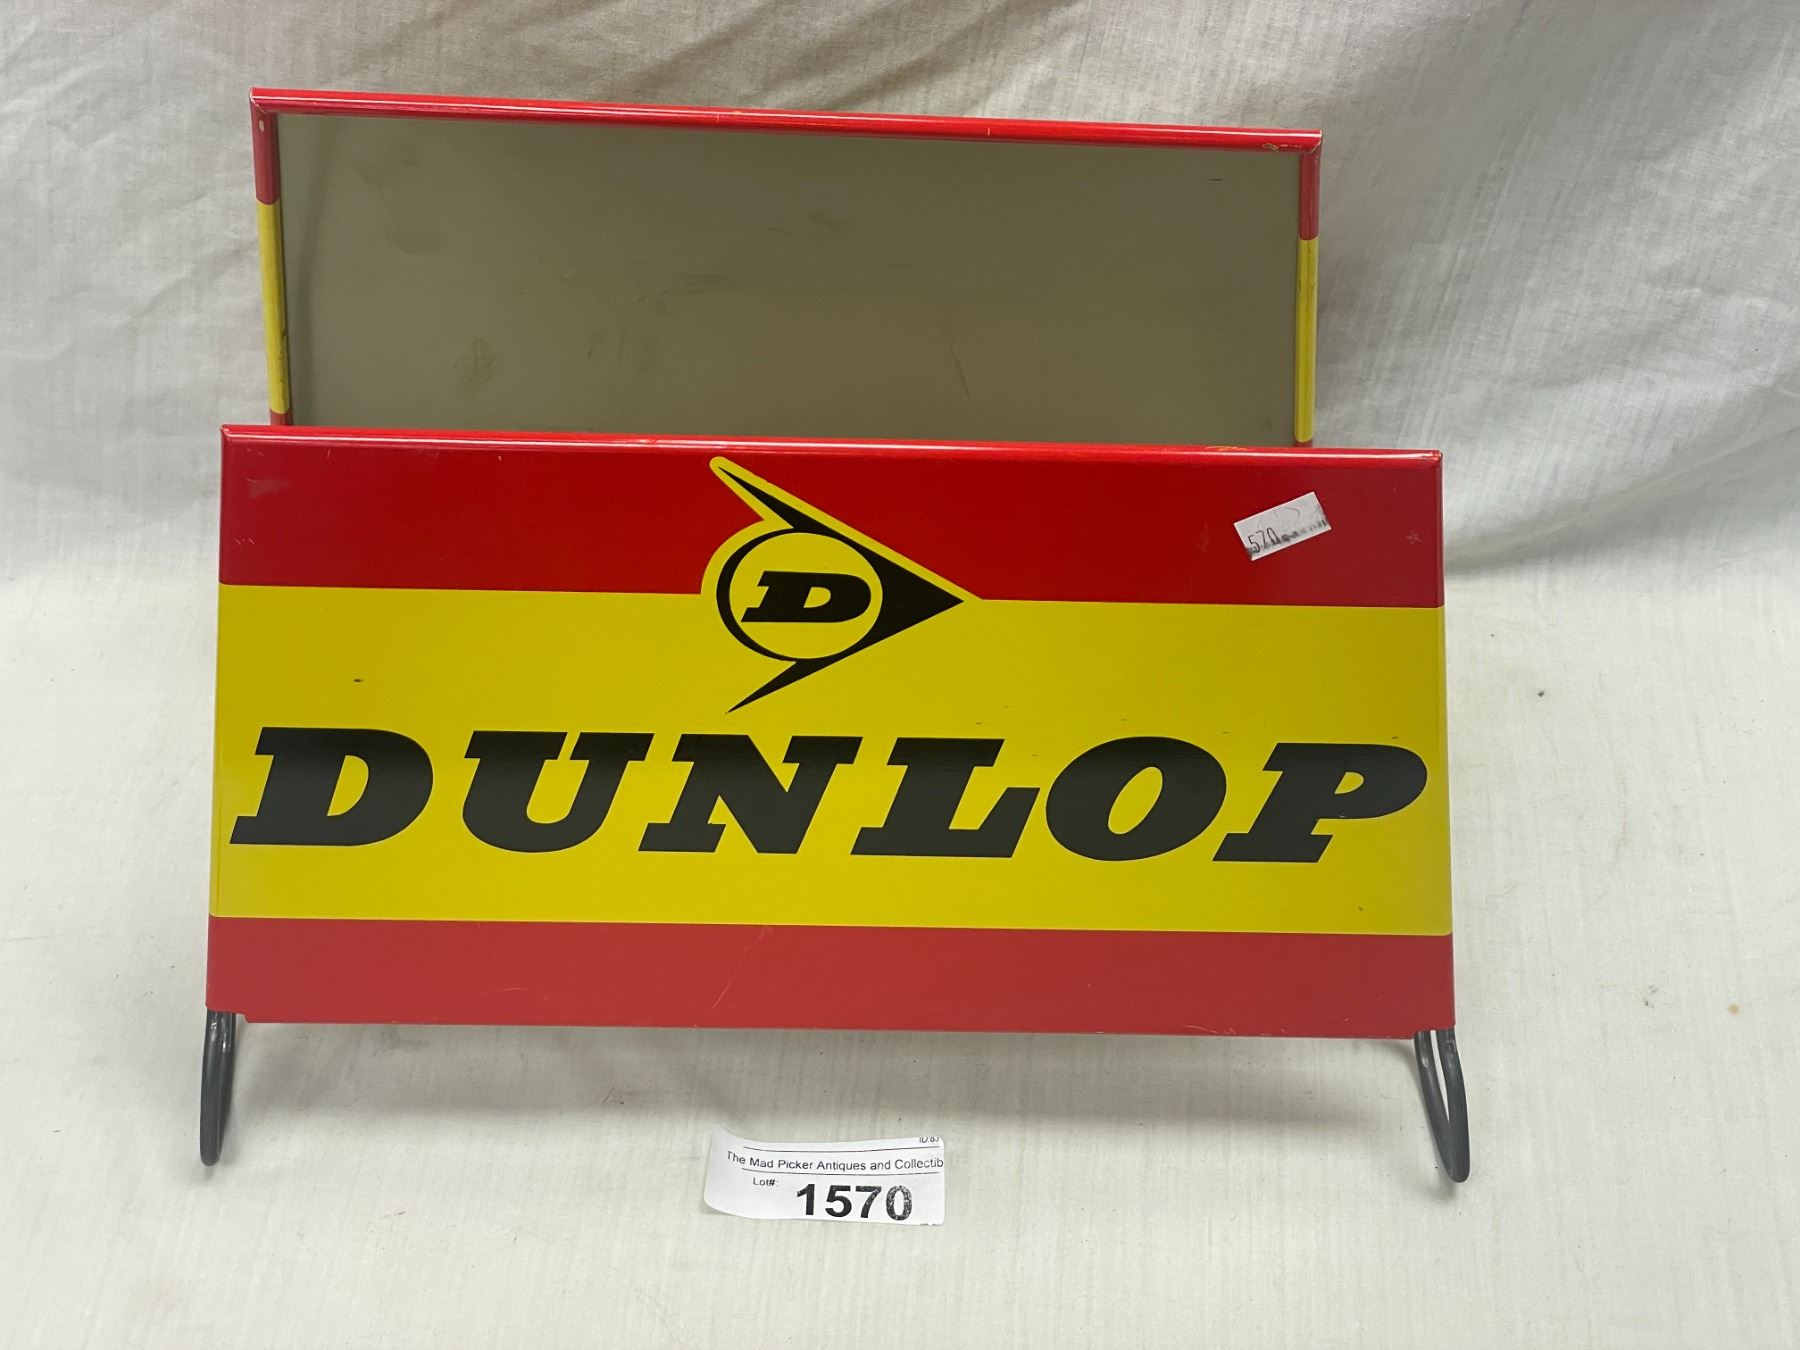 D
570
DUNLOP
The Mad Picker Antiques and Collectib
Lot#:
1570